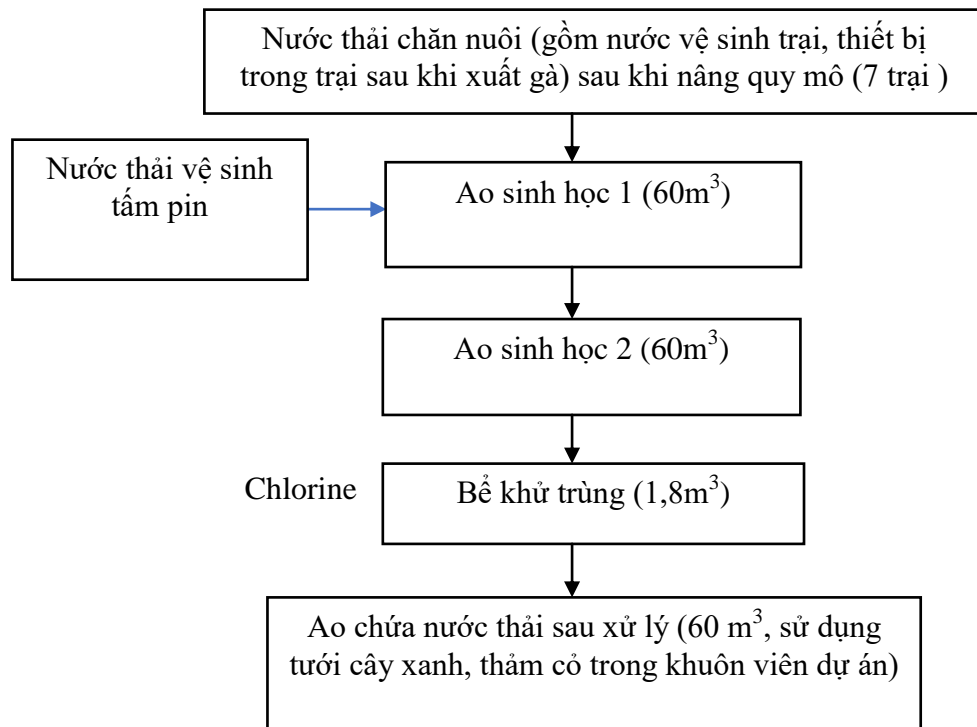 Nước thải chăn nuôi (gồm nước vệ sinh trại, thiết bị
trong trại sau khi xuất gà) sau khi nâng quy mô (7 trại )
Nước thải vệ sinh
tấm pin
Ao sinh học 1 (60m³)
Ao sinh học 2 (60m³)
Chlorine
Bể khử trùng (1,8m³)
Ao chứa nước thải sau xử lý (60 m³, sử dụng
tưới cây xanh, thảm cỏ trong khuôn viên dự án)